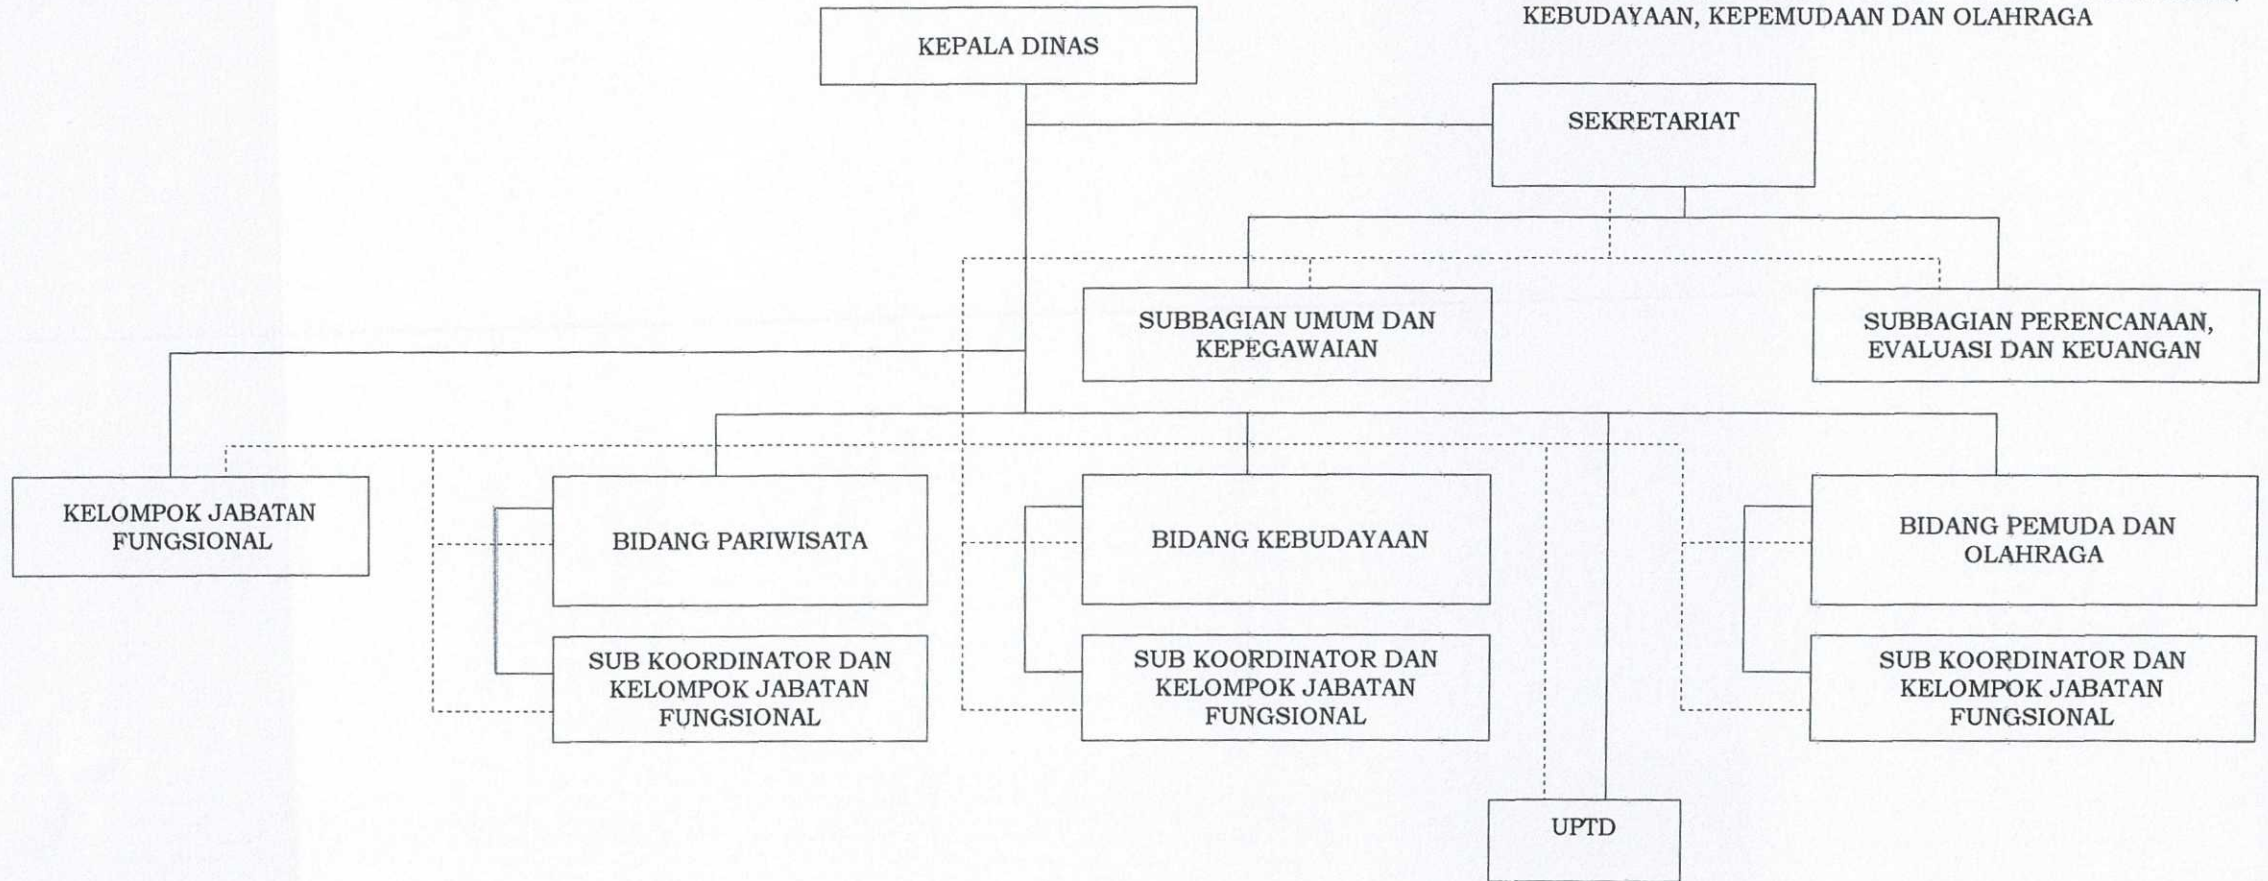 KEBUDAYAAN, KEPEMUDAAN DAN OLAHRAGA
KEPALA DINAS
SEKRETARIAT
SUBBAGIAN UMUM DAN
KEPEGAWAIAN
SUBBAGIAN PERENCANAAN,
EVALUASI DAN KEUANGAN
KELOMPOK JABATAN
FUNGSIONAL
BIDANG PARIWISATA
BIDANG KEBUDAYAAN
BIDANG PEMUDA DAN
OLAHRAGA
SUB KOORDINATOR DAN
KELOMPOK JABATAN
FUNGSIONAL
SUB KOORDINATOR DAN
KELOMPOK JABATAN
FUNGSIONAL
SUB KOORDINATOR DAN
KELOMPOK JABATAN
FUNGSIONAL
UPTD